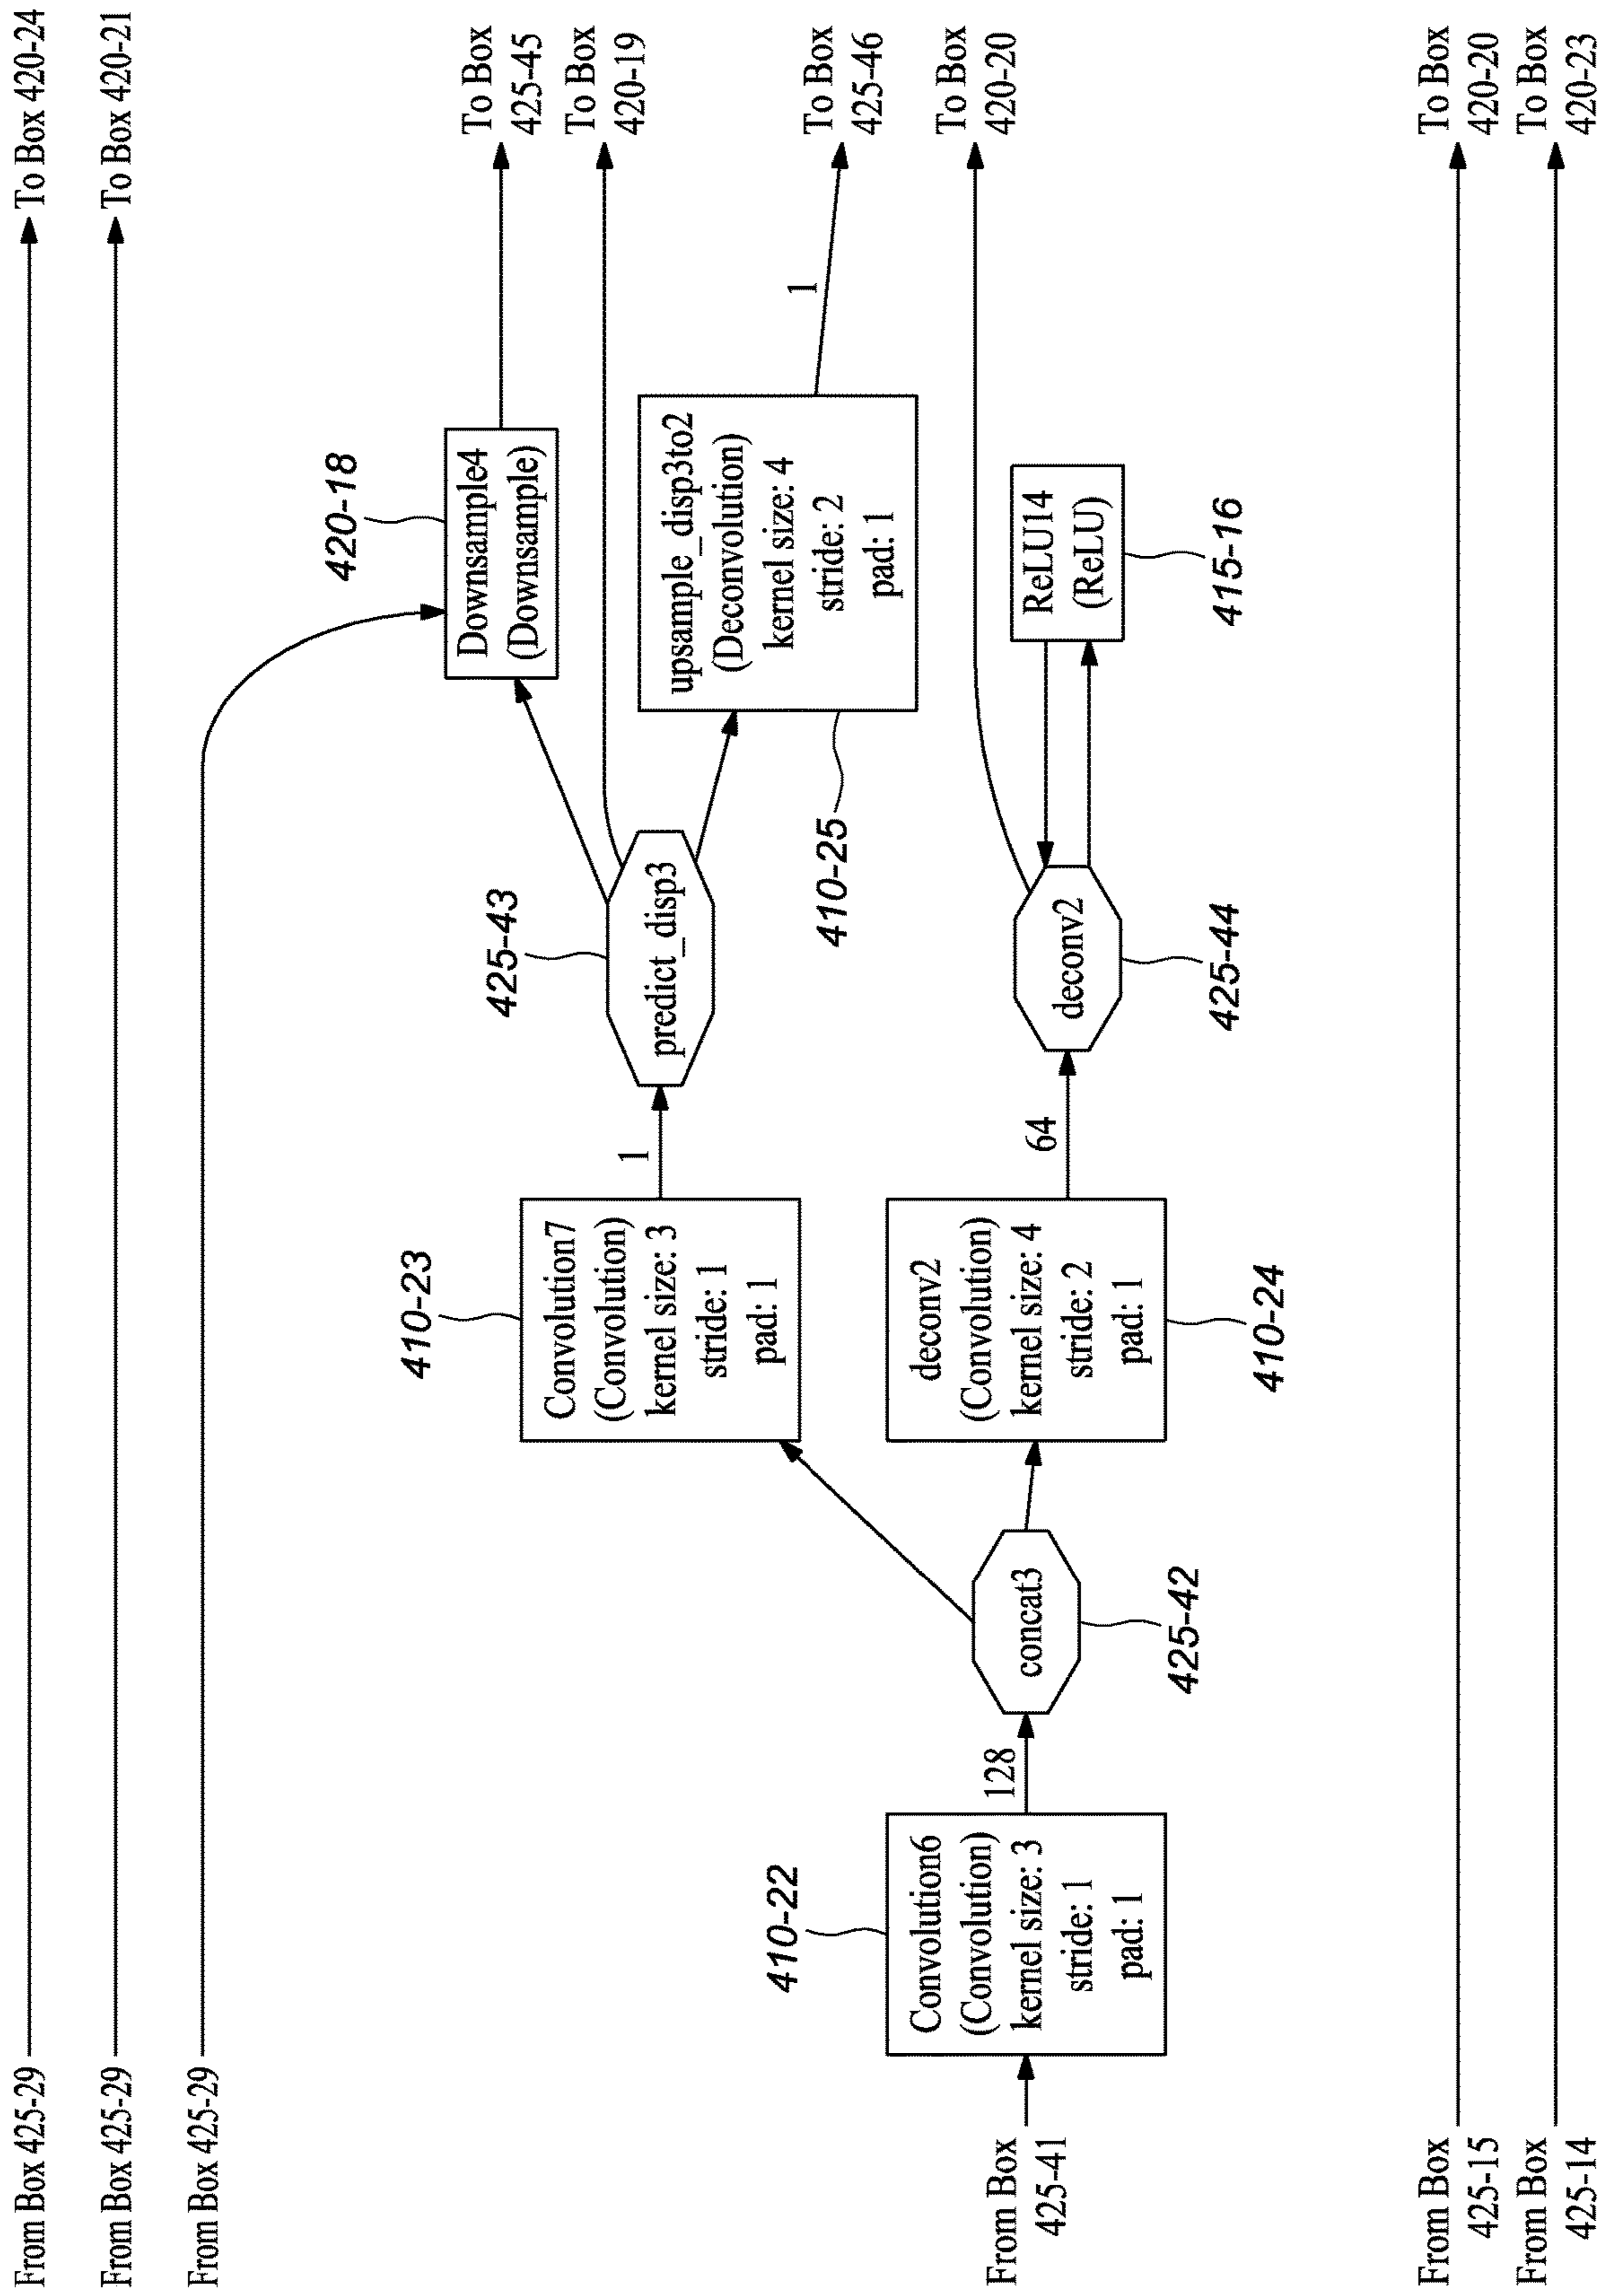 From Box 425-29
To Box 420-24
From Box 425-29
To Box 420-21
From Box 425-29
420-18
Downsample4
(Downsample)
To Box
425-45
To Box
420-19
425-43
predict_disp3
410-23
Convolution7
(Convolution)
kernel size: 3
stride: 1
pad: 1
1
upsample_disp3to2
(Deconvolution)
kernel size: 4
stride: 2
pad: 1
410-25
1
To Box
425-46
To Box
420-20
410-22
Convolution6
(Convolution)
kernel size: 3
stride: 1
pad: 1
From Box
425-41
128
concat3
425-42
deconv2
(Convolution)
kernel size: 4
stride: 2
pad: 1
410-24
64
deconv2
425-44
ReLU14
(ReLU)
415-16
From Box
425-15
To Box
420-20
From Box
425-14
To Box
420-23